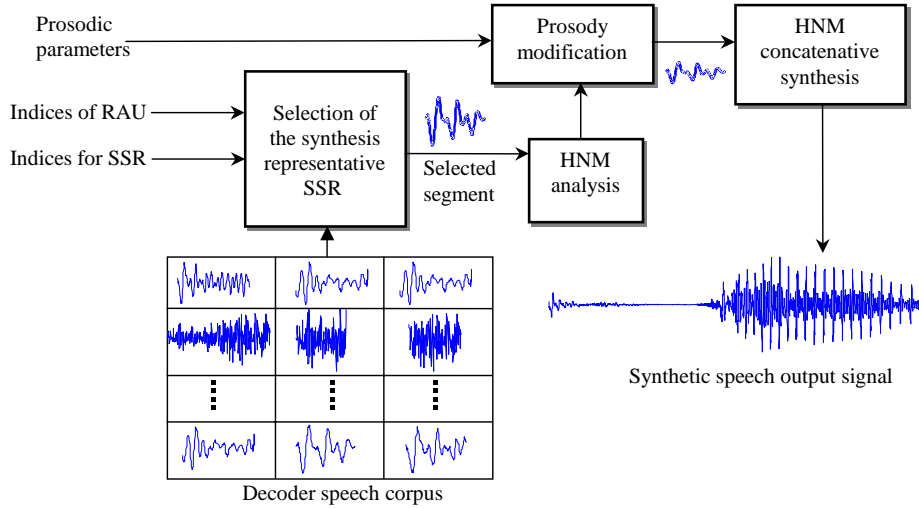 Prosodic
parameters
Prosody
modification
HNM
concatenative
synthesis
Indices of RAU
Indices for SSR
Selection of
the synthesis
representative
SSR
Selected
segment
HNM
analysis
Synthetic speech output signal
Decoder speech corpus